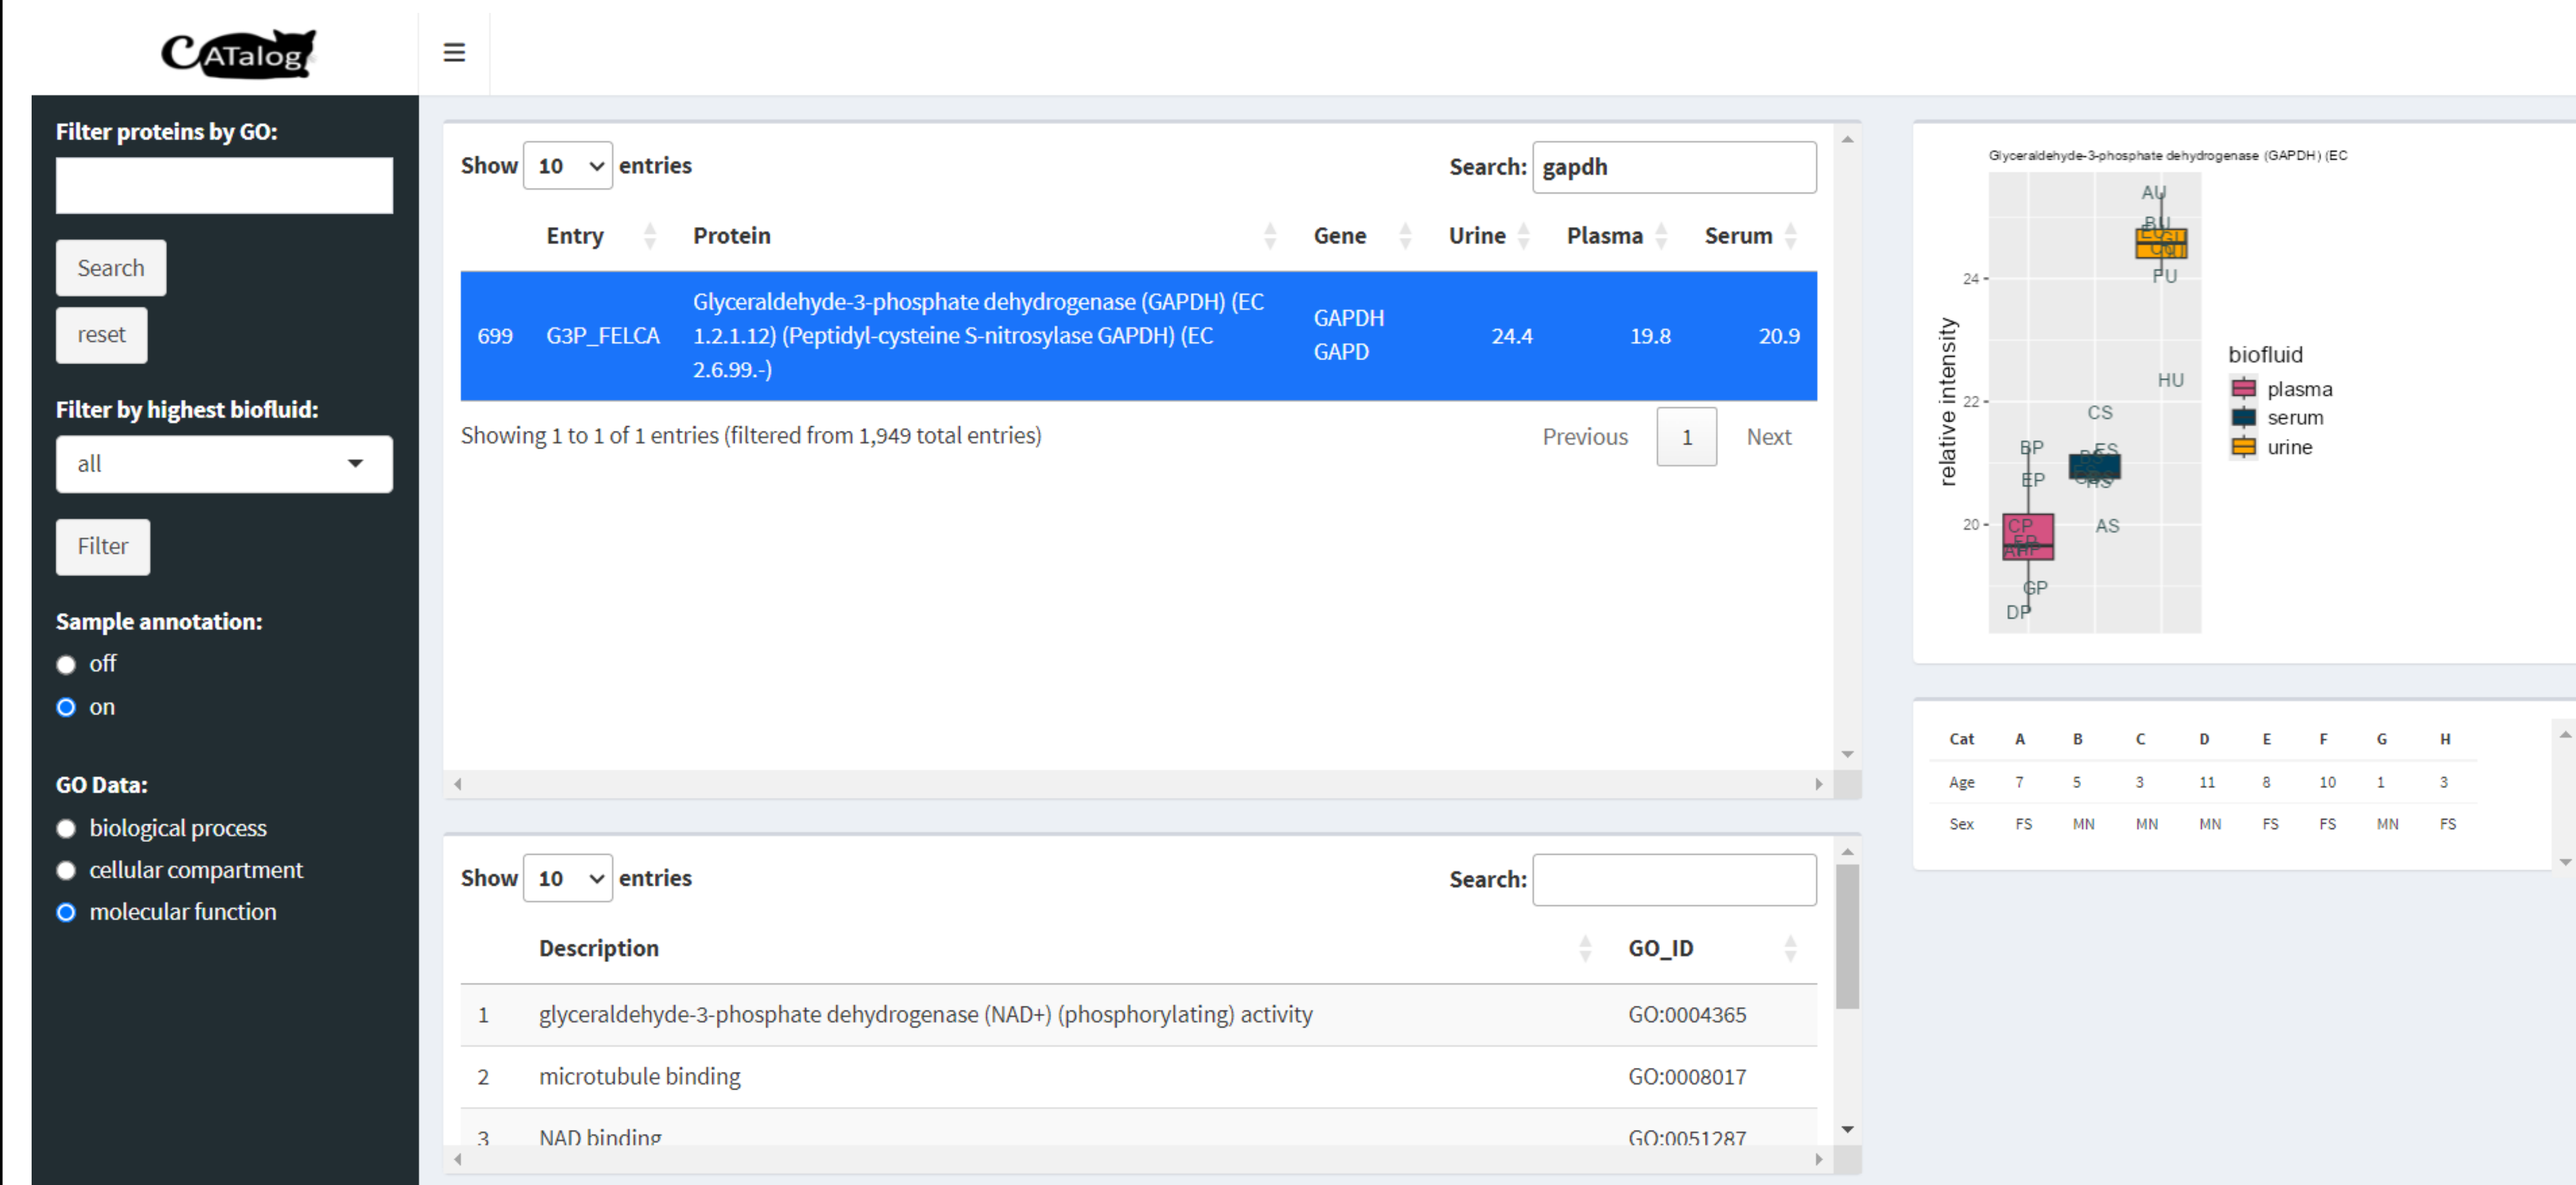 CATalog
Filter proteins by GO:
Search
reset
Filter by highest biofluid:
all
Filter
Sample annotation:
off
on
GO Data:
biological process
cellular compartment
molecular function
Show 10 entries Search: gapdh
Entry Protein Gene Urine Plasma Serum
699 G3P_FELCA Glyceraldehyde-3-phosphate dehydrogenase (GAPDH) (EC
1.2.1.12) (Peptidyl-cysteine S-nitrosylase GAPDH) (EC
2.6.99.-)
GAPDH
GAPD
24.4 19.8 20.9
Showing 1 to 1 of 1 entries (filtered from 1,949 total entries) Previous 1 Next
Show 10 entries Search:
Description GO_ID
1 glyceraldehyde-3-phosphate dehydrogenase (NAD+) (phosphorylating) activity GO:0004365
2 microtubule binding GO:0008017
3 NAD binding GO:0051287
Glyceraldehyde-3-phosphate dehydrogenase (GAPDH) (EC
relative intensity
24
22
20
AU
BU
FU
HU
CS
BP
ES
EP
AS
CP
GP
DP
biofluid
plasma
serum
urine
Cat A B C D E F G H
Age 7 5 3 11 8 10 1 3
Sex FS MN MN MN FS FS MN FS